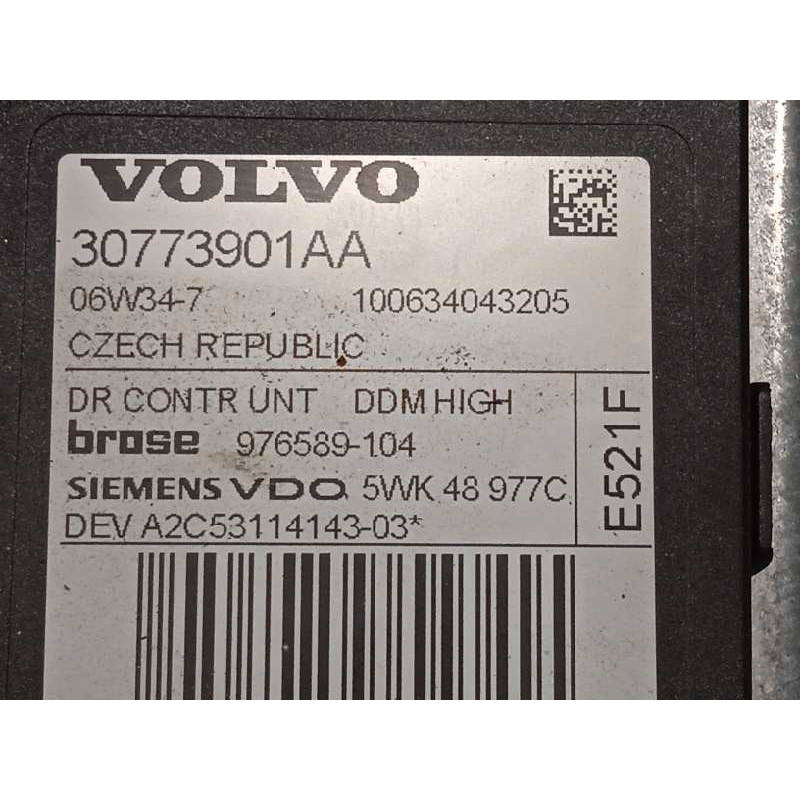 VOLVO
30773901AA
06W34-7 100634043205
CZECH REPUBLIC
DR CONTR UNT DDM HIGH
brose 976589-104
SIEMENS VDO 5WK 48 977C
DEV A2C53114143-03*
E521F